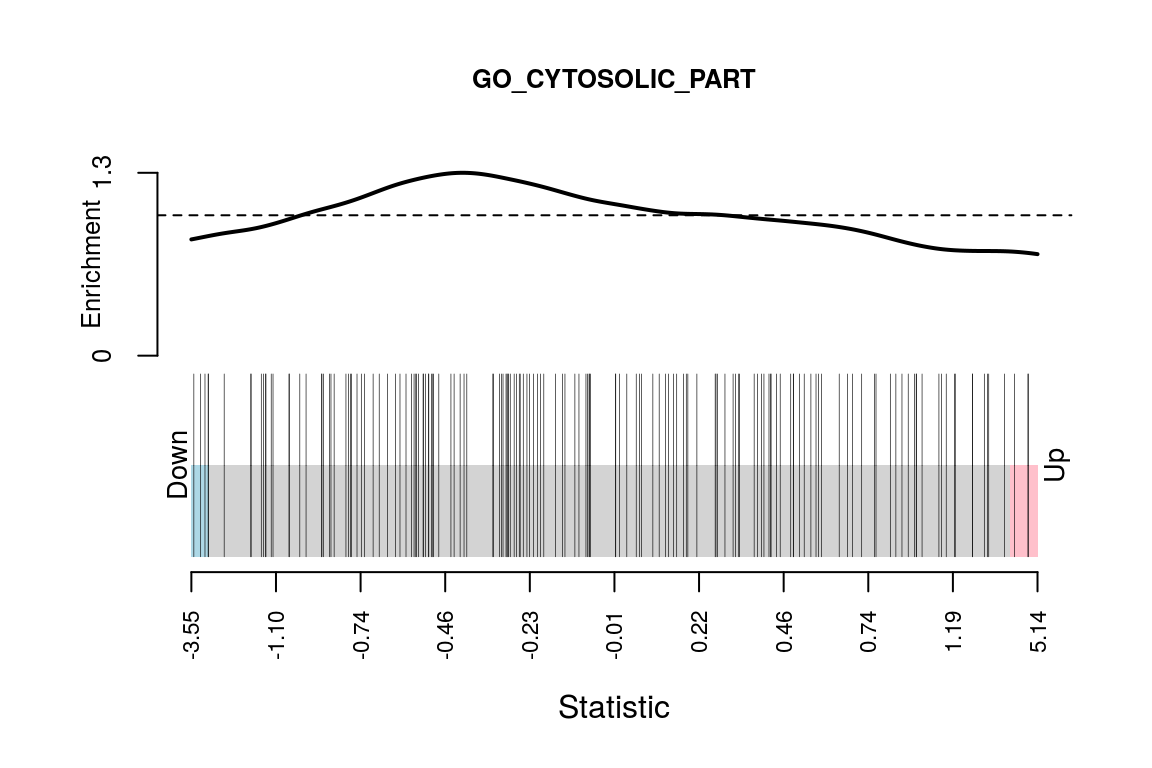 GO_CYTOSOLIC_PART
1.3
Enrichment
0
Down
Up
-3.55
-1.10
-0.74
-0.46
-0.23
-0.01
0.22
0.46
0.74
1.19
5.14
Statistic